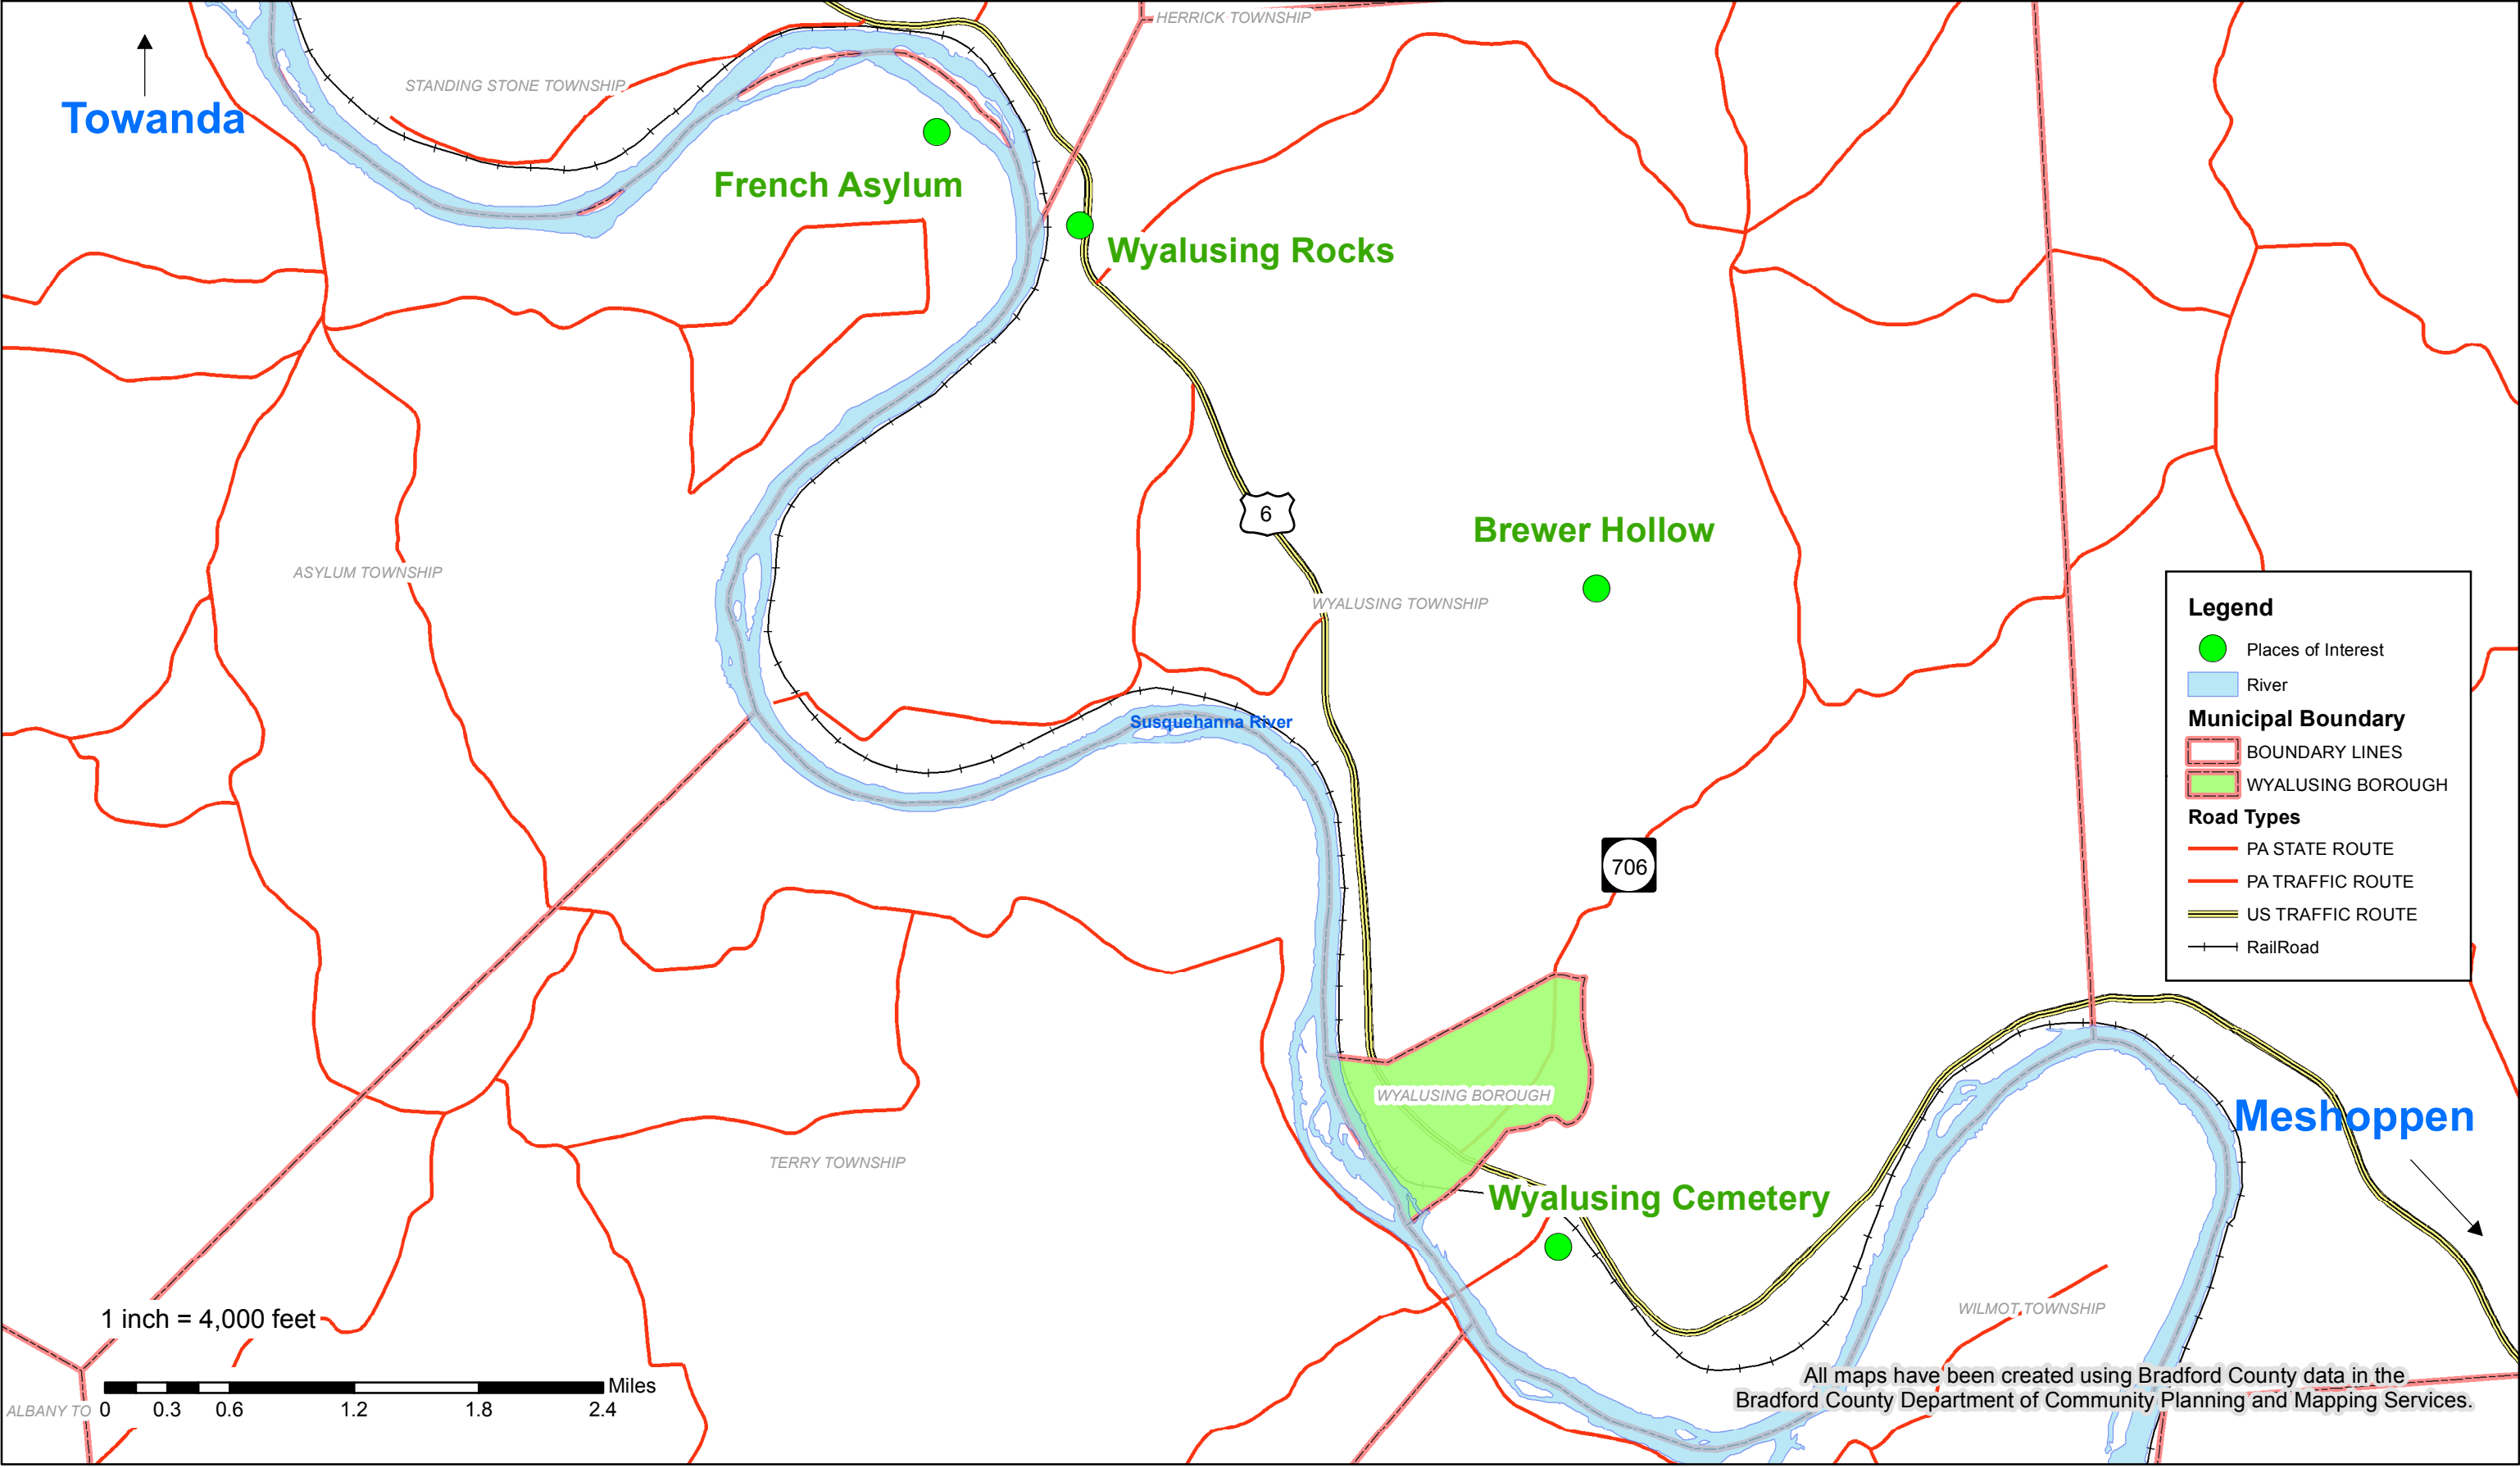 HERRICK TOWNSHIP
STANDING STONE TOWNSHIP
Towanda
French Asylum
Wyalusing Rocks
6
Brewer Hollow
ASYLUM TOWNSHIP
WYALUSING TOWNSHIP
Susquehanna River
706
Legend
Places of Interest
River
Municipal Boundary
BOUNDARY LINES
WYALUSING BOROUGH
Road Types
PA STATE ROUTE
PA TRAFFIC ROUTE
US TRAFFIC ROUTE
RailRoad
WYALUSING BOROUGH
Meshoppen
TERRY TOWNSHIP
Wyalusing Cemetery
WILMOT TOWNSHIP
1 inch = 4,000 feet
Miles
ALBANY TO
0 0.3 0.6 1.2 1.8 2.4
All maps have been created using Bradford County data in the
Bradford County Department of Community Planning and Mapping Services.